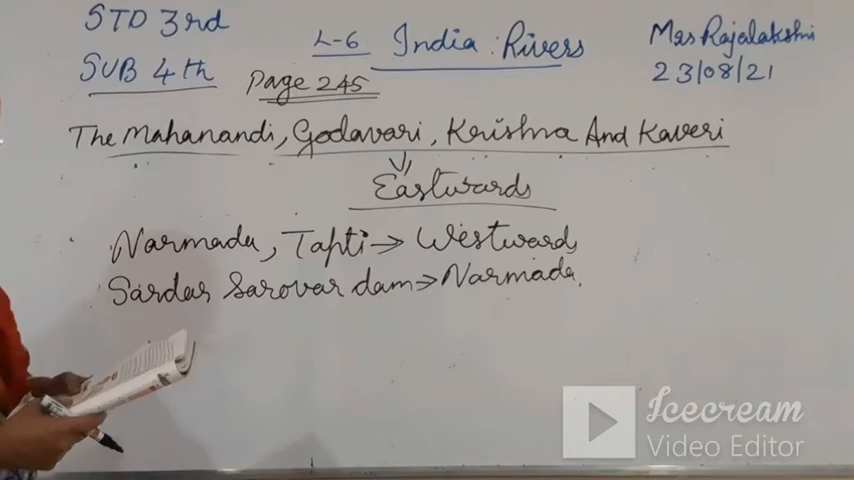 STD 3rd
L-6 India : Rivers
Mrs Rajalakshmi
SUB 4th
23/08/21
Page 245
The Mahanandi, Godavari, Krishna And Kaveri
Eastwards
Narmada, Tapti → Westwards
Sardar Sarovar dam → Narmada.
Icecream
Video Editor